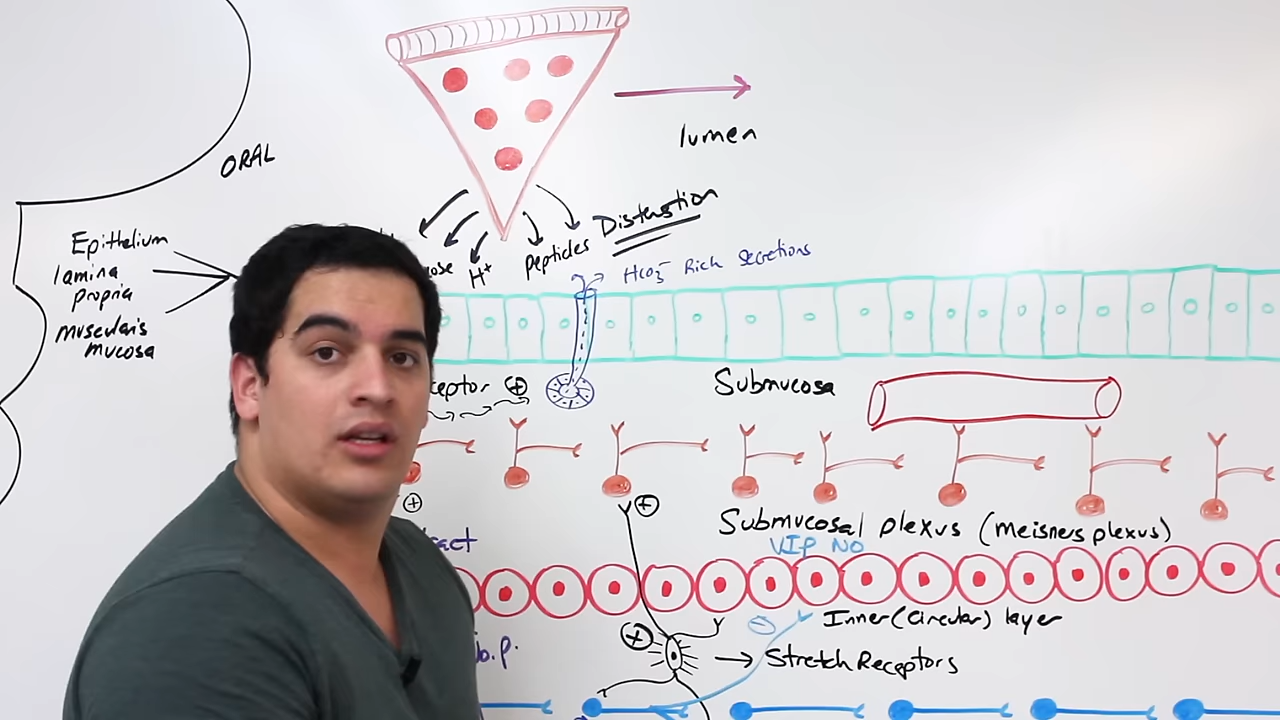 lumen
ORAL
Distenstion
Epithelium
lamina
propria
muscularis
mucosa
H+
Peptides
HCO3- Rich secretions
+
Submucosa
+
+
Submucosal plexus (meisners plexus)
VIP NO
Inner (circular) layer
+
-
Stretch Receptors